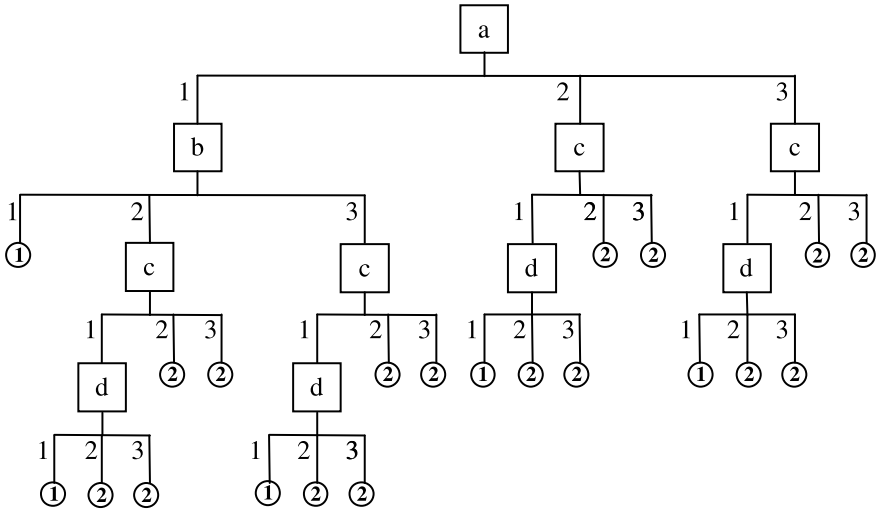 a
1 2 3
b c c
1 2 3 1 2 3 1 2 3
1 c c d 2 2 d 2 2
1 2 3 1 2 3 1 2 3 1 2 3
d 2 2 d 2 2 1 2 2 1 2 2
1 2 3 1 2 3
1 2 2 1 2 2